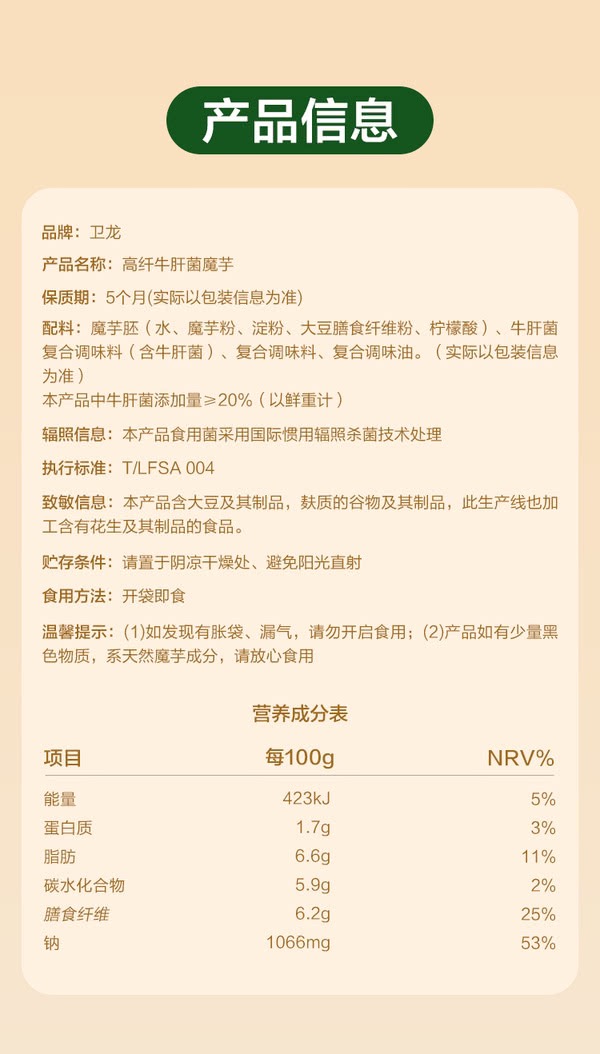 产品信息
品牌：卫龙
产品名称：高纤牛肝菌魔芋
保质期：5个月(实际以包装信息为准)
配料：魔芋胚（水、魔芋粉、淀粉、大豆膳食纤维粉、柠檬酸）、牛肝菌
复合调味料（含牛肝菌）、复合调味料、复合调味油。（实际以包装信息
为准）
本产品中牛肝菌添加量≥20%（以鲜重计）
辐照信息：本产品食用菌采用国际惯用辐照杀菌技术处理
执行标准：T/LFSA 004
致敏信息：本产品含大豆及其制品，麸质的谷物及其制品，此生产线也加
工含有花生及其制品的食品。
贮存条件：请置于阴凉干燥处、避免阳光直射
食用方法：开袋即食
温馨提示：(1)如发现有胀袋、漏气，请勿开启食用；(2)产品如有少量黑
色物质，系天然魔芋成分，请放心食用
营养成分表
项目 每100g NRV%
能量 423kJ 5%
蛋白质 1.7g 3%
脂肪 6.6g 11%
碳水化合物 5.9g 2%
膳食纤维 6.2g 25%
钠 1066mg 53%